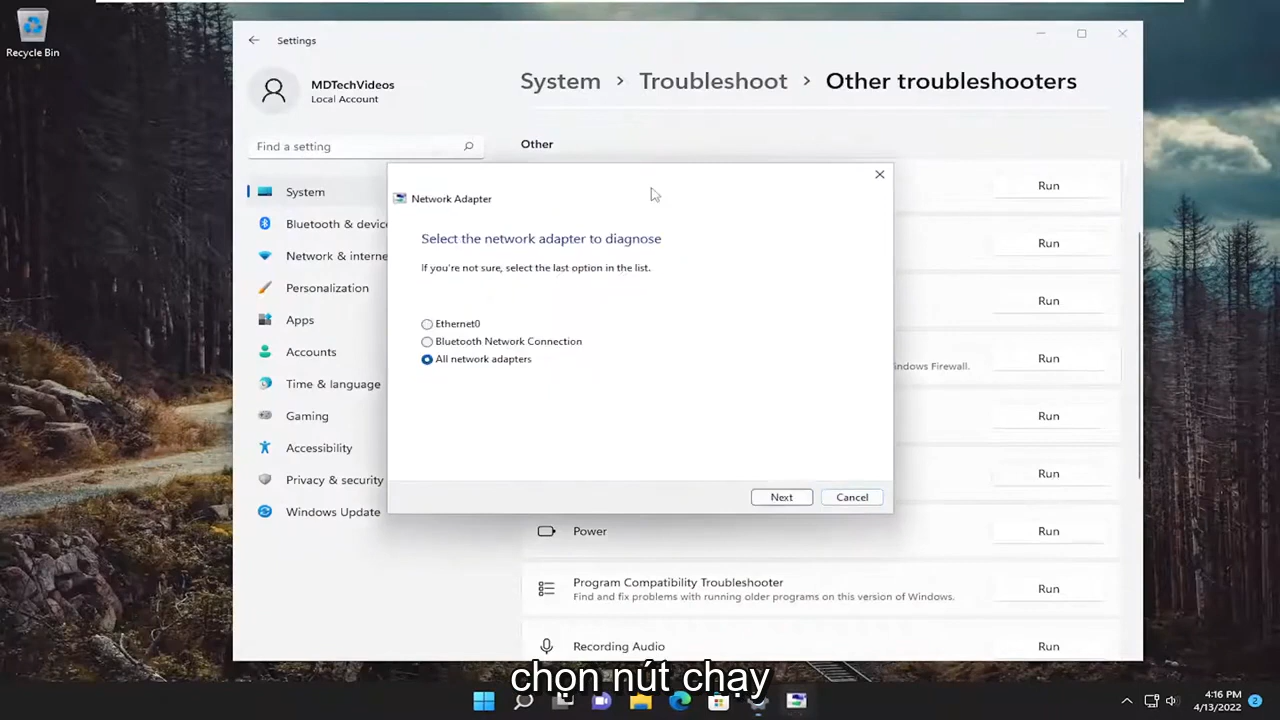 Recycle Bin
Settings
MDTechVideos
Local Account
Find a setting
System
Bluetooth & device
Network & interne
Personalization
Apps
Accounts
Time & language
Gaming
Accessibility
Privacy & security
Windows Update
System > Troubleshoot > Other troubleshooters
Other
Run
Run
Run
indows Firewall.
Run
Run
Run
Network Adapter
Select the network adapter to diagnose
If you're not sure, select the last option in the list.
Ethernet0
Bluetooth Network Connection
All network adapters
Next
Cancel
Power
Run
Program Compatibility Troubleshooter
Find and fix problems with running older programs on this version of Windows.
Run
Recording Audio
Run
chọn nút chạy
4:16 PM
4/13/2022
2